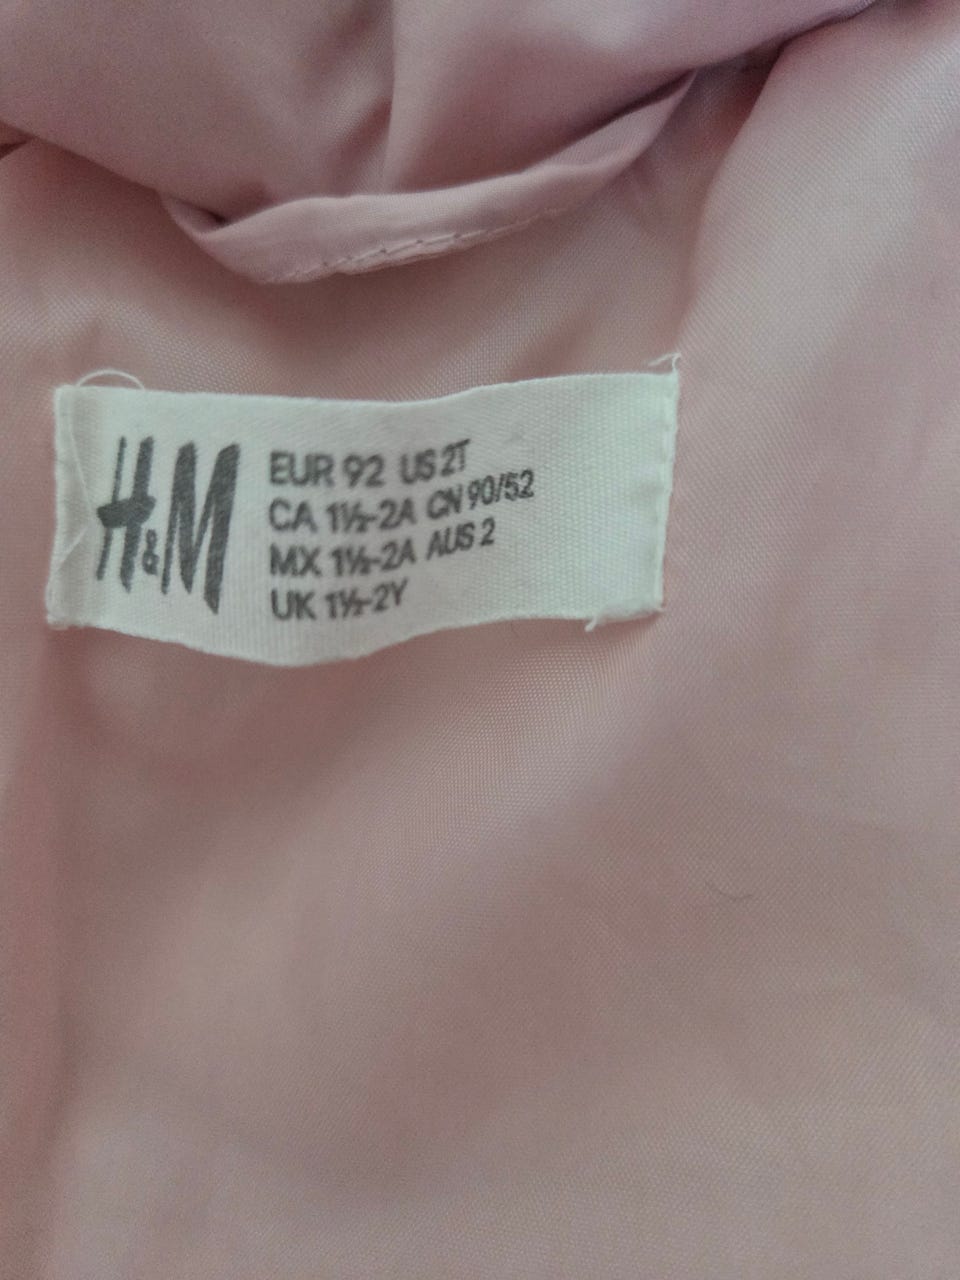 H&M
EUR 92 US 2T
CA 1½-2A CN 90/52
MX 1½-2A AUS 2
UK 1½-2Y